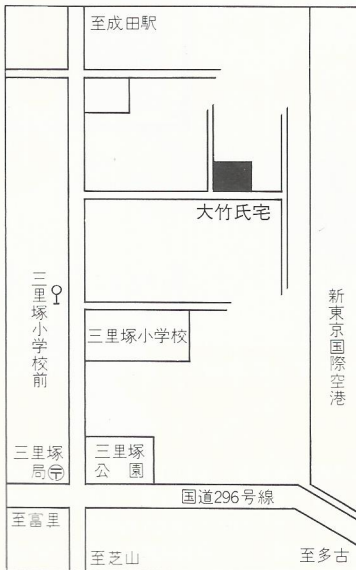 至成田駅
大竹氏宅
三里塚小学校前
新東京国際空港
三里塚小学校
三里塚
局〒
三里塚
公園
国道296号線
至富里
至芝山
至多古